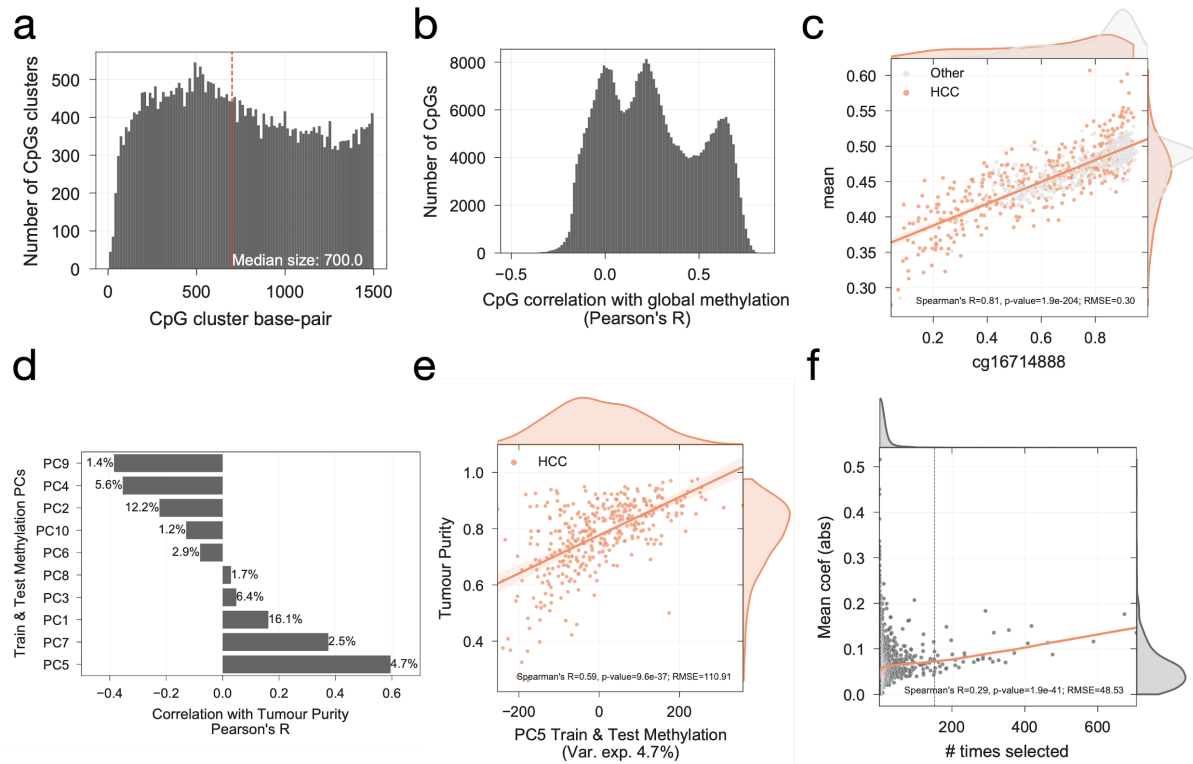 a
Number of CpGs clusters
500
400
300
200
100
0
Median size: 700.0
0 500 1000 1500
CpG cluster base-pair
b
Number of CpGs
8000
6000
4000
2000
0
−0.5 0.0 0.5
CpG correlation with global methylation
(Pearson's R)
c
Other
HCC
mean
0.60
0.55
0.50
0.45
0.40
0.35
0.30
Spearman's R=0.81, p-value=1.9e-204; RMSE=0.30
0.2 0.4 0.6 0.8
cg16714888
d
Train & Test Methylation PCs
PC9 1.4%
PC4 5.6%
PC2 12.2%
PC10 1.2%
PC6 2.9%
PC8 1.7%
PC3 6.4%
PC1 16.1%
PC7 2.5%
PC5 4.7%
−0.4 −0.2 0.0 0.2 0.4 0.6
Correlation with Tumour Purity
Pearson's R
e
HCC
Tumour Purity
1.0
0.8
0.6
0.4
Spearman's R=0.59, p-value=9.6e-37; RMSE=110.91
−200 0 200
PC5 Train & Test Methylation
(Var. exp. 4.7%)
f
Mean coef (abs)
0.5
0.4
0.3
0.2
0.1
0.0
Spearman's R=0.29, p-value=1.9e-41; RMSE=48.53
200 400 600
# times selected